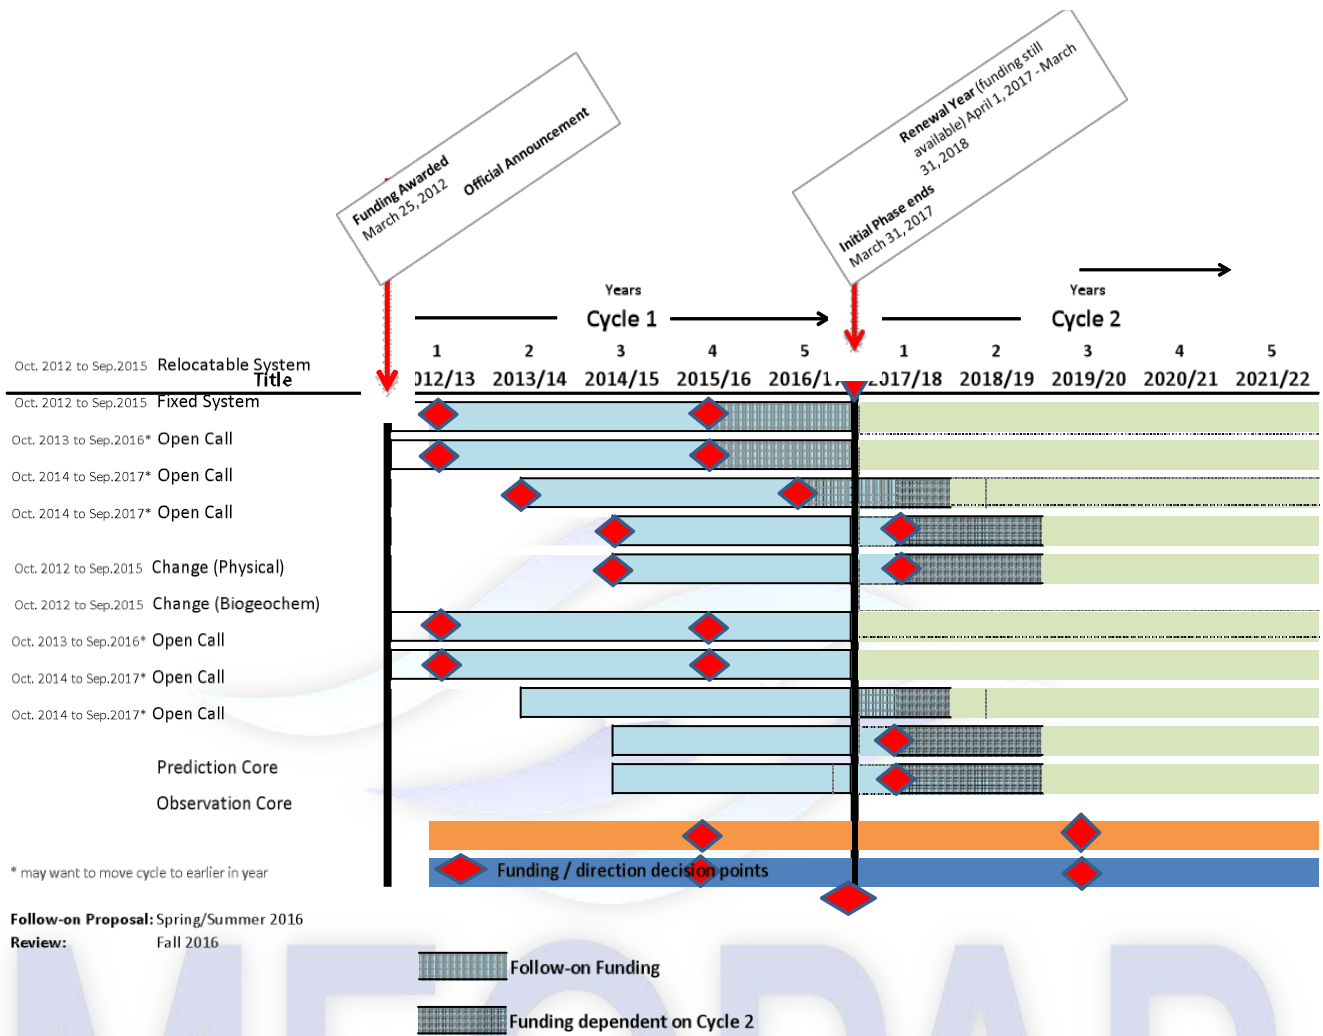 Renewal Year (funding still
available) April 1, 2017 - March
31, 2018
Initial Phase ends
March 31, 2017
Official Announcement
Funding Awarded
March 25, 2012
Years
Cycle 1
Years
Cycle 2
1 2 3 4 5 1 2 3 4 5
Oct. 2012 to Sep.2015 Relocatable System
Title 012/13 2013/14 2014/15 2015/16 2016/1 2017/18 2018/19 2019/20 2020/21 2021/22
Oct. 2012 to Sep.2015 Fixed System
Oct. 2013 to Sep.2016* Open Call
Oct. 2014 to Sep.2017* Open Call
Oct. 2014 to Sep.2017* Open Call
Oct. 2012 to Sep.2015 Change (Physical)
Oct. 2012 to Sep.2015 Change (Biogeochem)
Oct. 2013 to Sep.2016* Open Call
Oct. 2014 to Sep.2017* Open Call
Oct. 2014 to Sep.2017* Open Call
Prediction Core
Observation Core
* may want to move cycle to earlier in year
Funding / direction decision points
Follow-on Proposal: Spring/Summer 2016
Review: Fall 2016
Follow-on Funding
Funding dependent on Cycle 2
MEOPAR